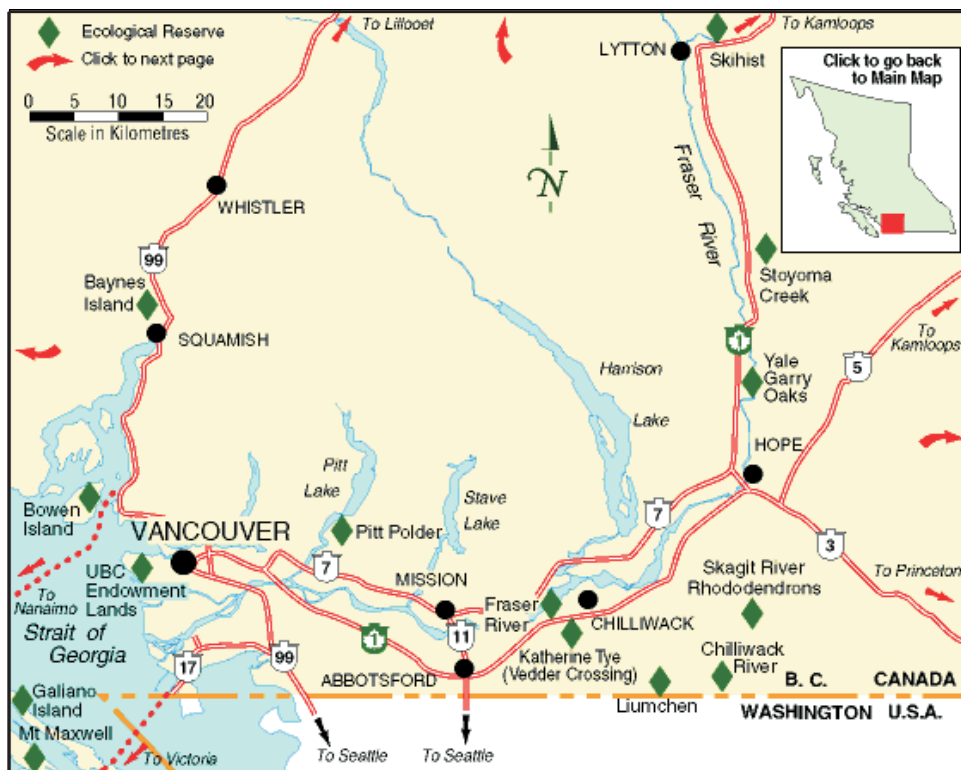 Ecological Reserve
Click to next page
0 5 10 15 20
Scale in Kilometres
To Lillooet
To Kamloops
LYTTON
Skihist
Click to go back
to Main Map
N
Fraser
River
WHISTLER
99
Baynes
Island
SQUAMISH
Stoyoma
Creek
1
To
Kamloops
5
Yale
Garry
Oaks
Harrison
Lake
HOPE
Pitt
Lake
Stave
Lake
Bowen
Island
VANCOUVER
Pitt Polder
7
3
UBC
Endowment
Lands
7
MISSION
Skagit River
Rhododendrons
To Princeton
To
Nanaimo
Fraser
River
CHILLIWACK
Strait of
Georgia
11
1
17
99
Katherine Tye
(Vedder Crossing)
Chilliwack
River
ABBOTSFORD
B. C. CANADA
Galiano
Island
Liumchen
WASHINGTON U.S.A.
Mt Maxwell
To Victoria
To Seattle
To Seattle